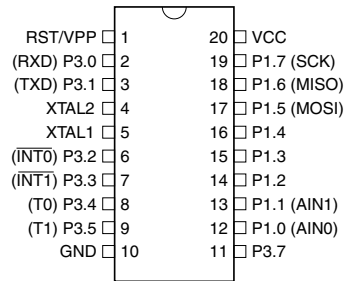 RST/VPP 1 20 VCC
(RXD) P3.0 2 19 P1.7 (SCK)
(TXD) P3.1 3 18 P1.6 (MISO)
XTAL2 4 17 P1.5 (MOSI)
XTAL1 5 16 P1.4
(INT0) P3.2 6 15 P1.3
(INT1) P3.3 7 14 P1.2
(T0) P3.4 8 13 P1.1 (AIN1)
(T1) P3.5 9 12 P1.0 (AIN0)
GND 10 11 P3.7